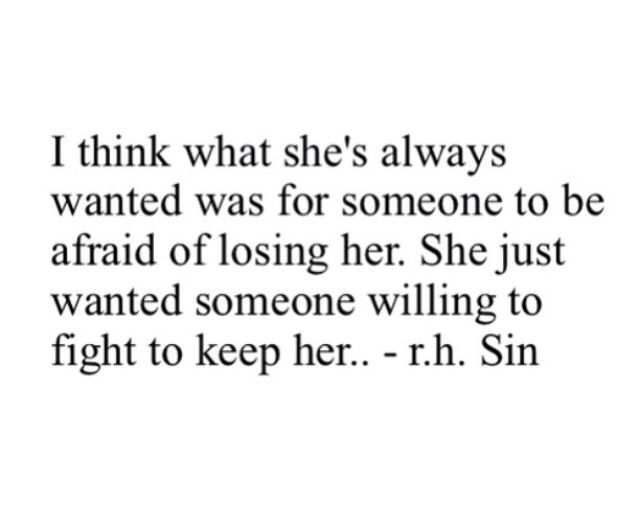 I think what she's always
wanted was for someone to be
afraid of losing her. She just
wanted someone willing to
fight to keep her.. - r.h. Sin